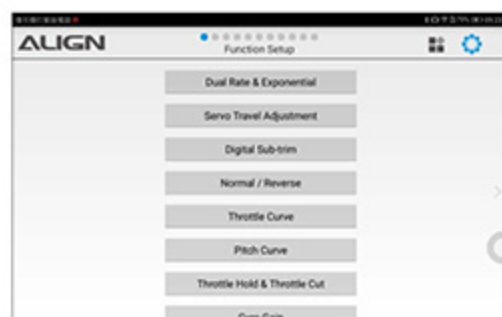 ALIGN
Function Setup
Dual Rate & Exponential
Servo Travel Adjustment
Digital Sub-trim
Normal / Reverse
Throttle Curve
Pitch Curve
Throttle Hold & Throttle Cut